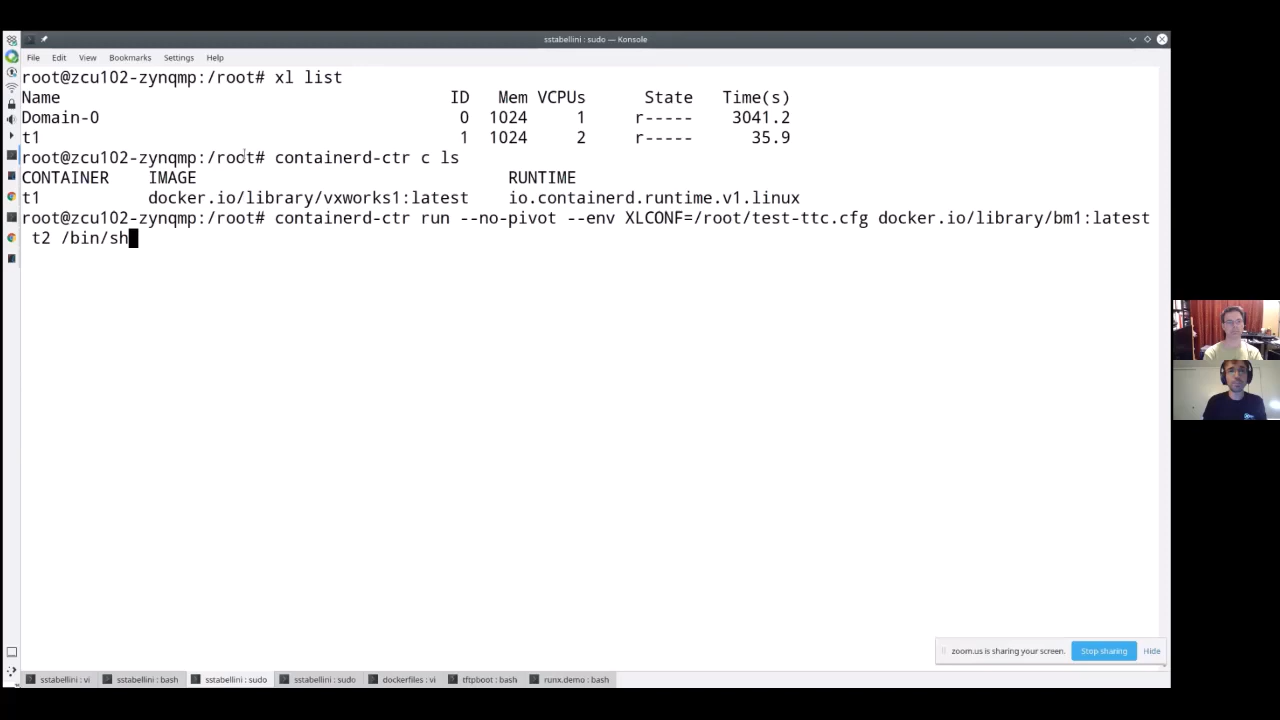 sstabellini : sudo — Konsole
File Edit View Bookmarks Settings Help
root@zcu102-zynqmp:/root# xl list
Name ID Mem VCPUs State Time(s)
Domain-0 0 1024 1 r----- 3041.2
t1 1 1024 2 r----- 35.9
root@zcu102-zynqmp:/root# containerd-ctr c ls
CONTAINER IMAGE RUNTIME
t1 docker.io/library/vxworks1:latest io.containerd.runtime.v1.linux
root@zcu102-zynqmp:/root# containerd-ctr run --no-pivot --env XLCONF=/root/test-ttc.cfg docker.io/library/bm1:latest
t2 /bin/sh
zoom.us is sharing your screen. Stop sharing Hide
sstabellini : vi sstabellini : bash sstabellini : sudo sstabellini : sudo dockerfiles : vi tftpboot : bash runx.demo : bash